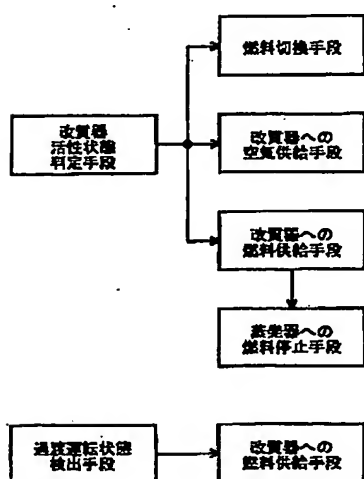 燃料切換手段
改質器
活性状態
判定手段
改質器への
空気供給手段
改質器への
燃料供給手段
蒸発器への
燃料停止手段
過渡運転状態
検出手段
改質器への
燃料供給手段